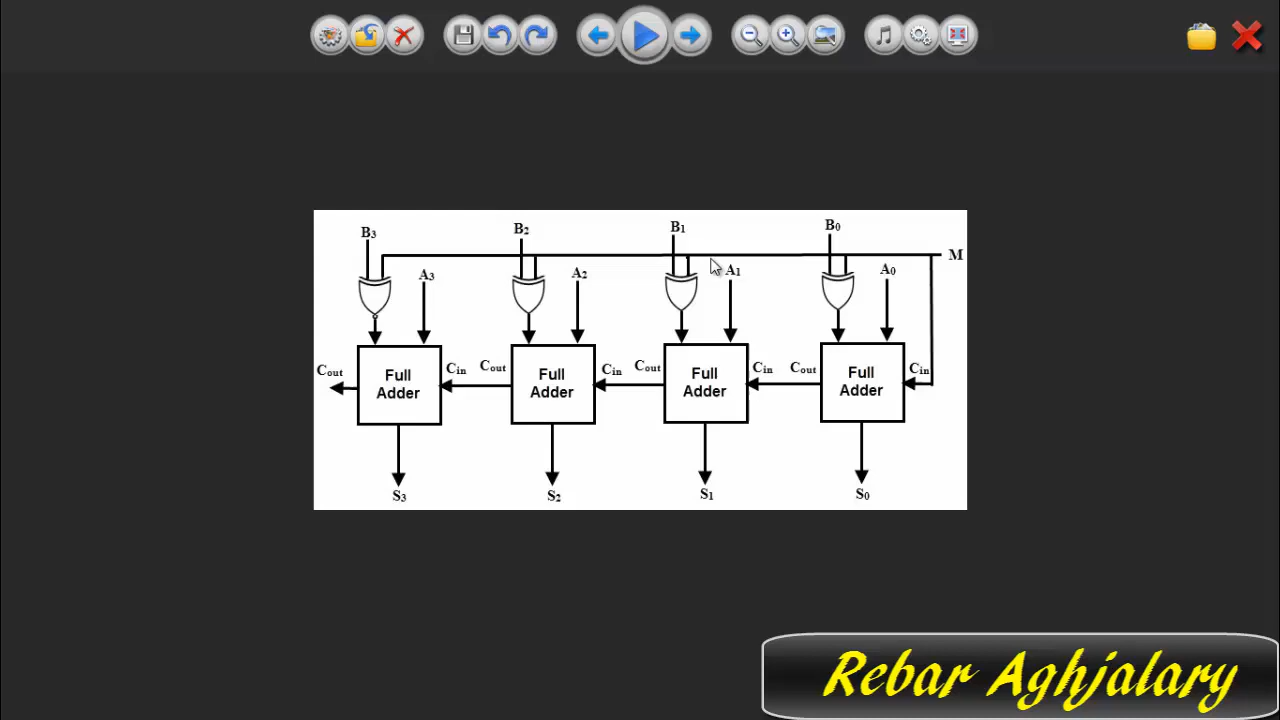 B3 B2 B1 B0
M
A3 A2 A1 A0
Cout Full Adder Cin Cout Full Adder Cin Cout Full Adder Cin Cout Full Adder Cin
S3 S2 S1 S0
Rebar Aghjalary